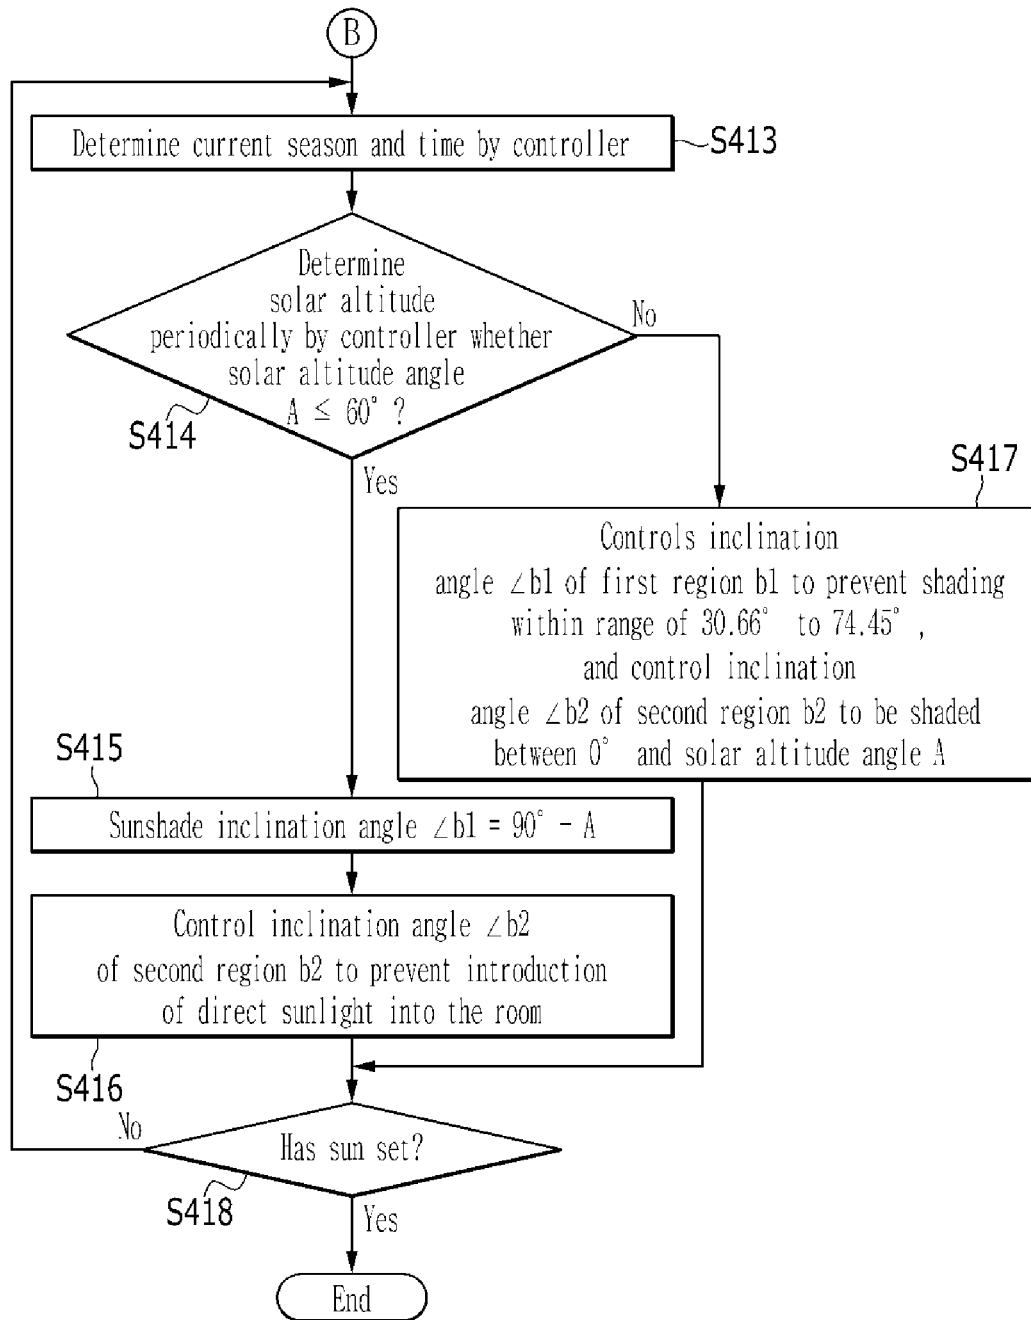 B
Determine current season and time by controller
S413
Determine
solar altitude
periodically by controller whether
solar altitude angle
A ≤ 60° ?
No
S414
Yes
S417
Controls inclination
angle ∠b1 of first region b1 to prevent shading
within range of 30.66° to 74.45° ,
and control inclination
angle ∠b2 of second region b2 to be shaded
between 0° and solar altitude angle A
S415
Sunshade inclination angle ∠b1 = 90° - A
Control inclination angle ∠b2
of second region b2 to prevent introduction
of direct sunlight into the room
S416
No
Has sun set?
S418
Yes
End